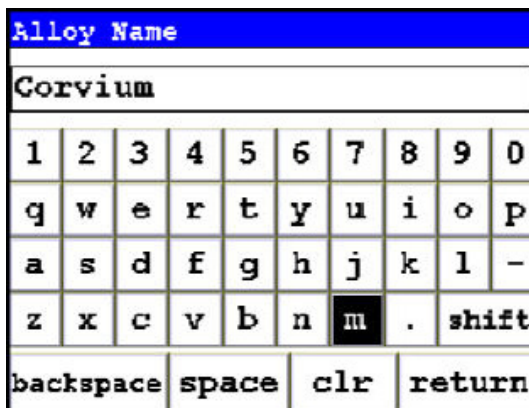 Alloy Name
Corvium
1 2 3 4 5 6 7 8 9 0
q w e r t y u i o p
a s d f g h j k l -
z x c v b n m . shift
backspace space clr return